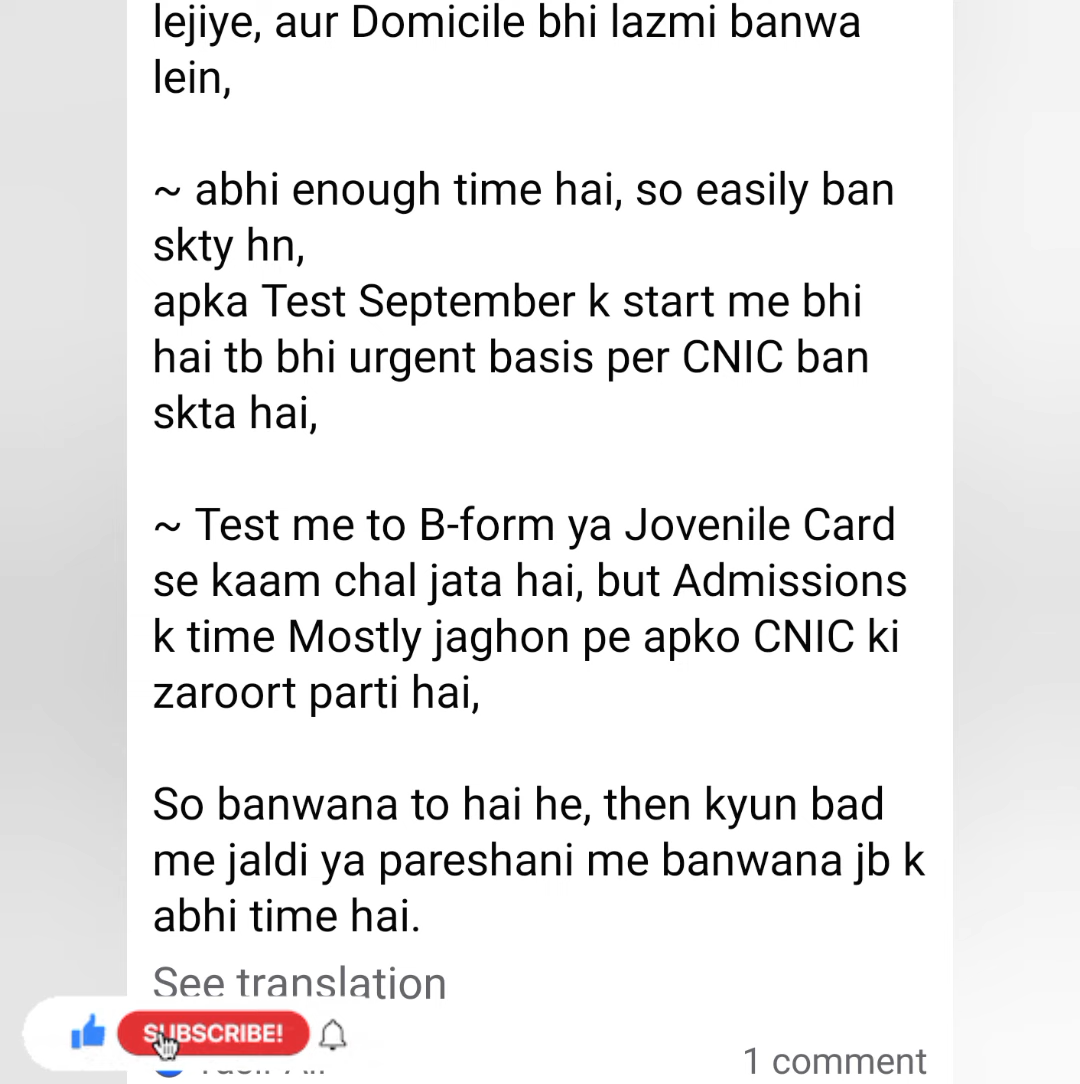 lejiye, aur Domicile bhi lazmi banwa
lein,
~ abhi enough time hai, so easily ban
skty hn,
apka Test September k start me bhi
hai tb bhi urgent basis per CNIC ban
skta hai,
~ Test me to B-form ya Jovenile Card
se kaam chal jata hai, but Admissions
k time Mostly jaghon pe apko CNIC ki
zaroort parti hai,
So banwana to hai he, then kyun bad
me jaldi ya pareshani me banwana jb k
abhi time hai.
See translation
SUBSCRIBE!
1 comment